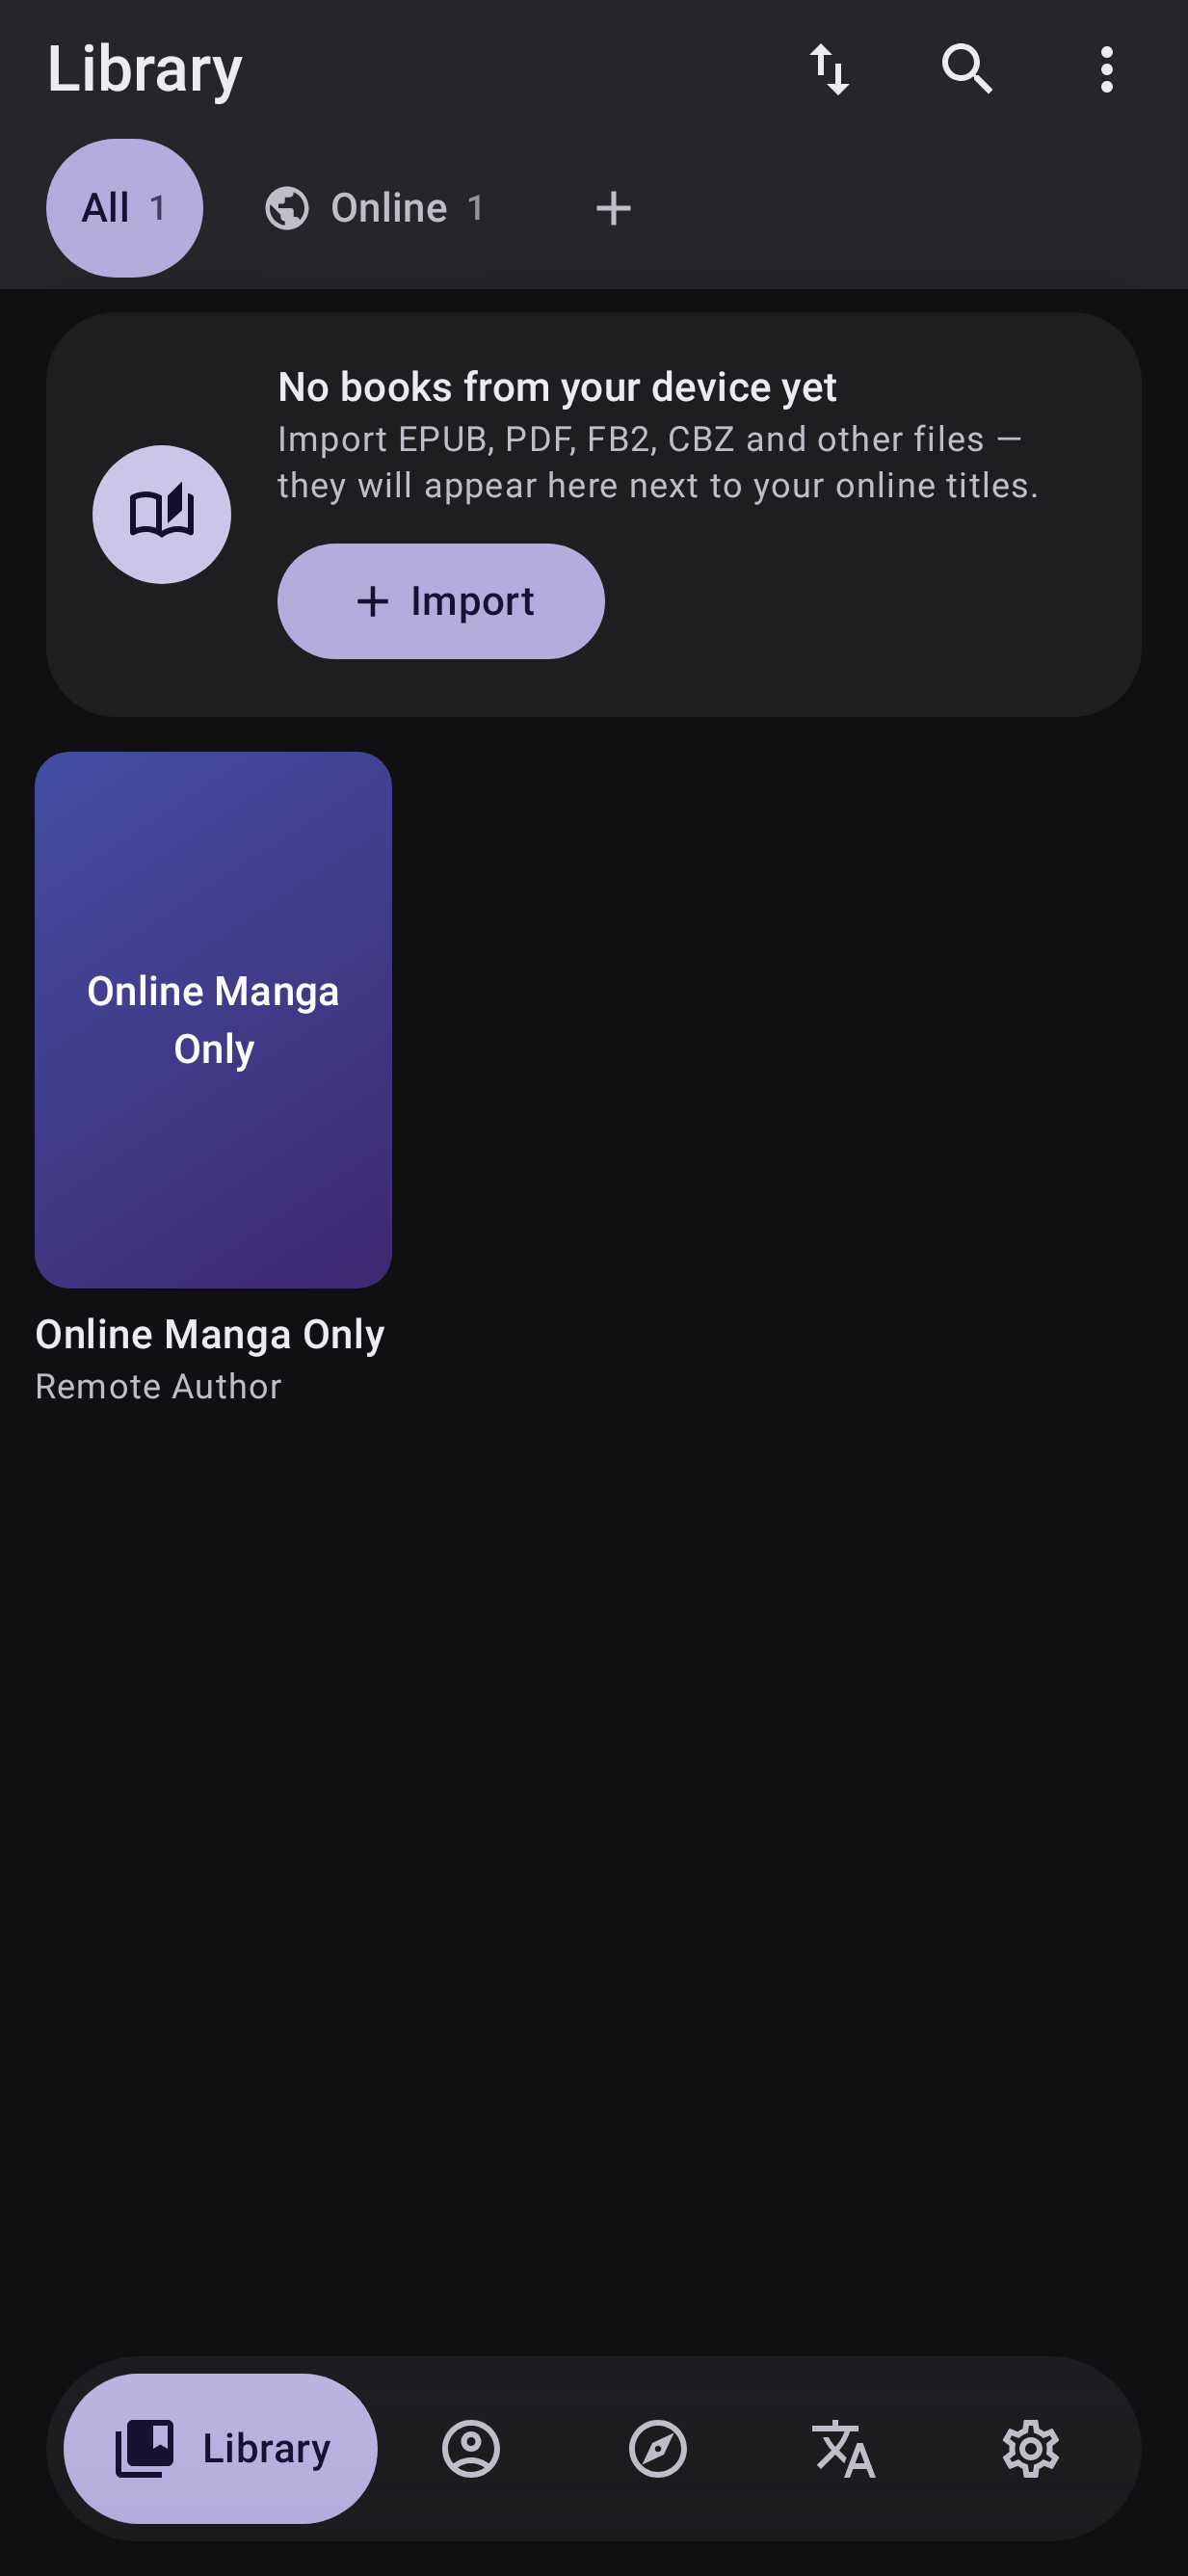 Library
All 1
Online 1
No books from your device yet
Import EPUB, PDF, FB2, CBZ and other files —
they will appear here next to your online titles.
Import
Online Manga
Only
Online Manga Only
Remote Author
Library